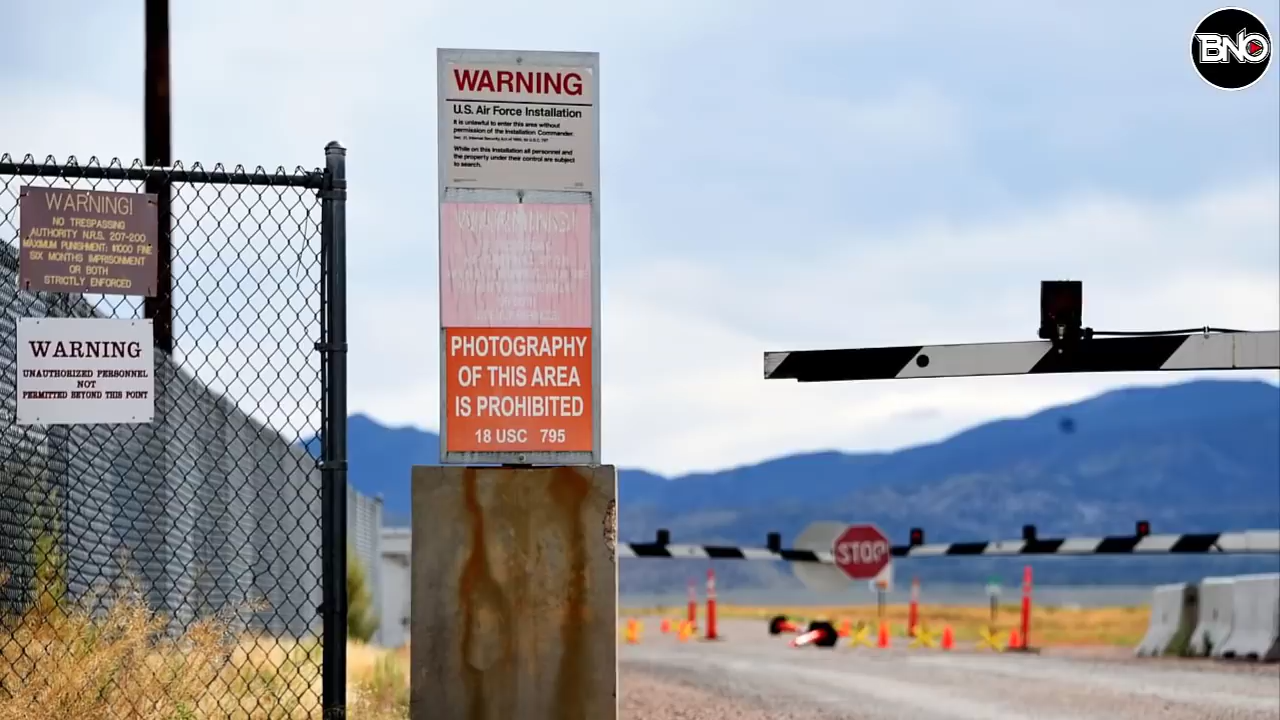 WARNING!
NO TRESPASSING
AUTHORITY N.R.S. 207-200
MAXIMUM PUNISHMENT: $1000 FINE
SIX MONTHS IMPRISONMENT
OR BOTH
STRICTLY ENFORCED
WARNING
UNAUTHORIZED PERSONNEL
NOT
PERMITTED BEYOND THIS POINT
WARNING
U.S. Air Force Installation
It is unlawful to enter this area without
permission of the Installation Commander.
While on this Installation all personnel and
the property under their control are subject
to search.
WARNING!
PHOTOGRAPHY
OF THIS AREA
IS PROHIBITED
18 USC 795
STOP
BNO